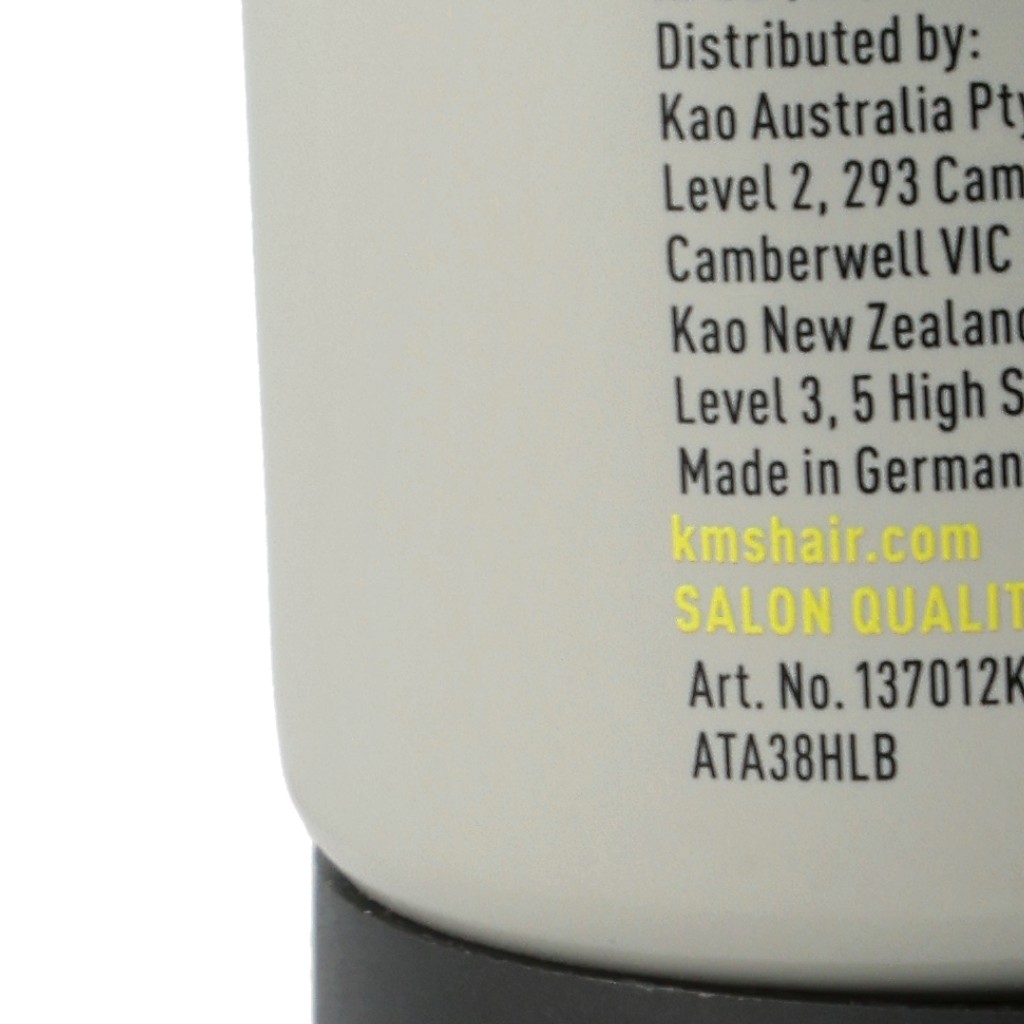 Distributed by:
Kao Australia Pty
Level 2, 293 Cam
Camberwell VIC
Kao New Zealand
Level 3, 5 High S
Made in German
kmshair.com
SALON QUALIT
Art. No. 137012K
ATA38HLB